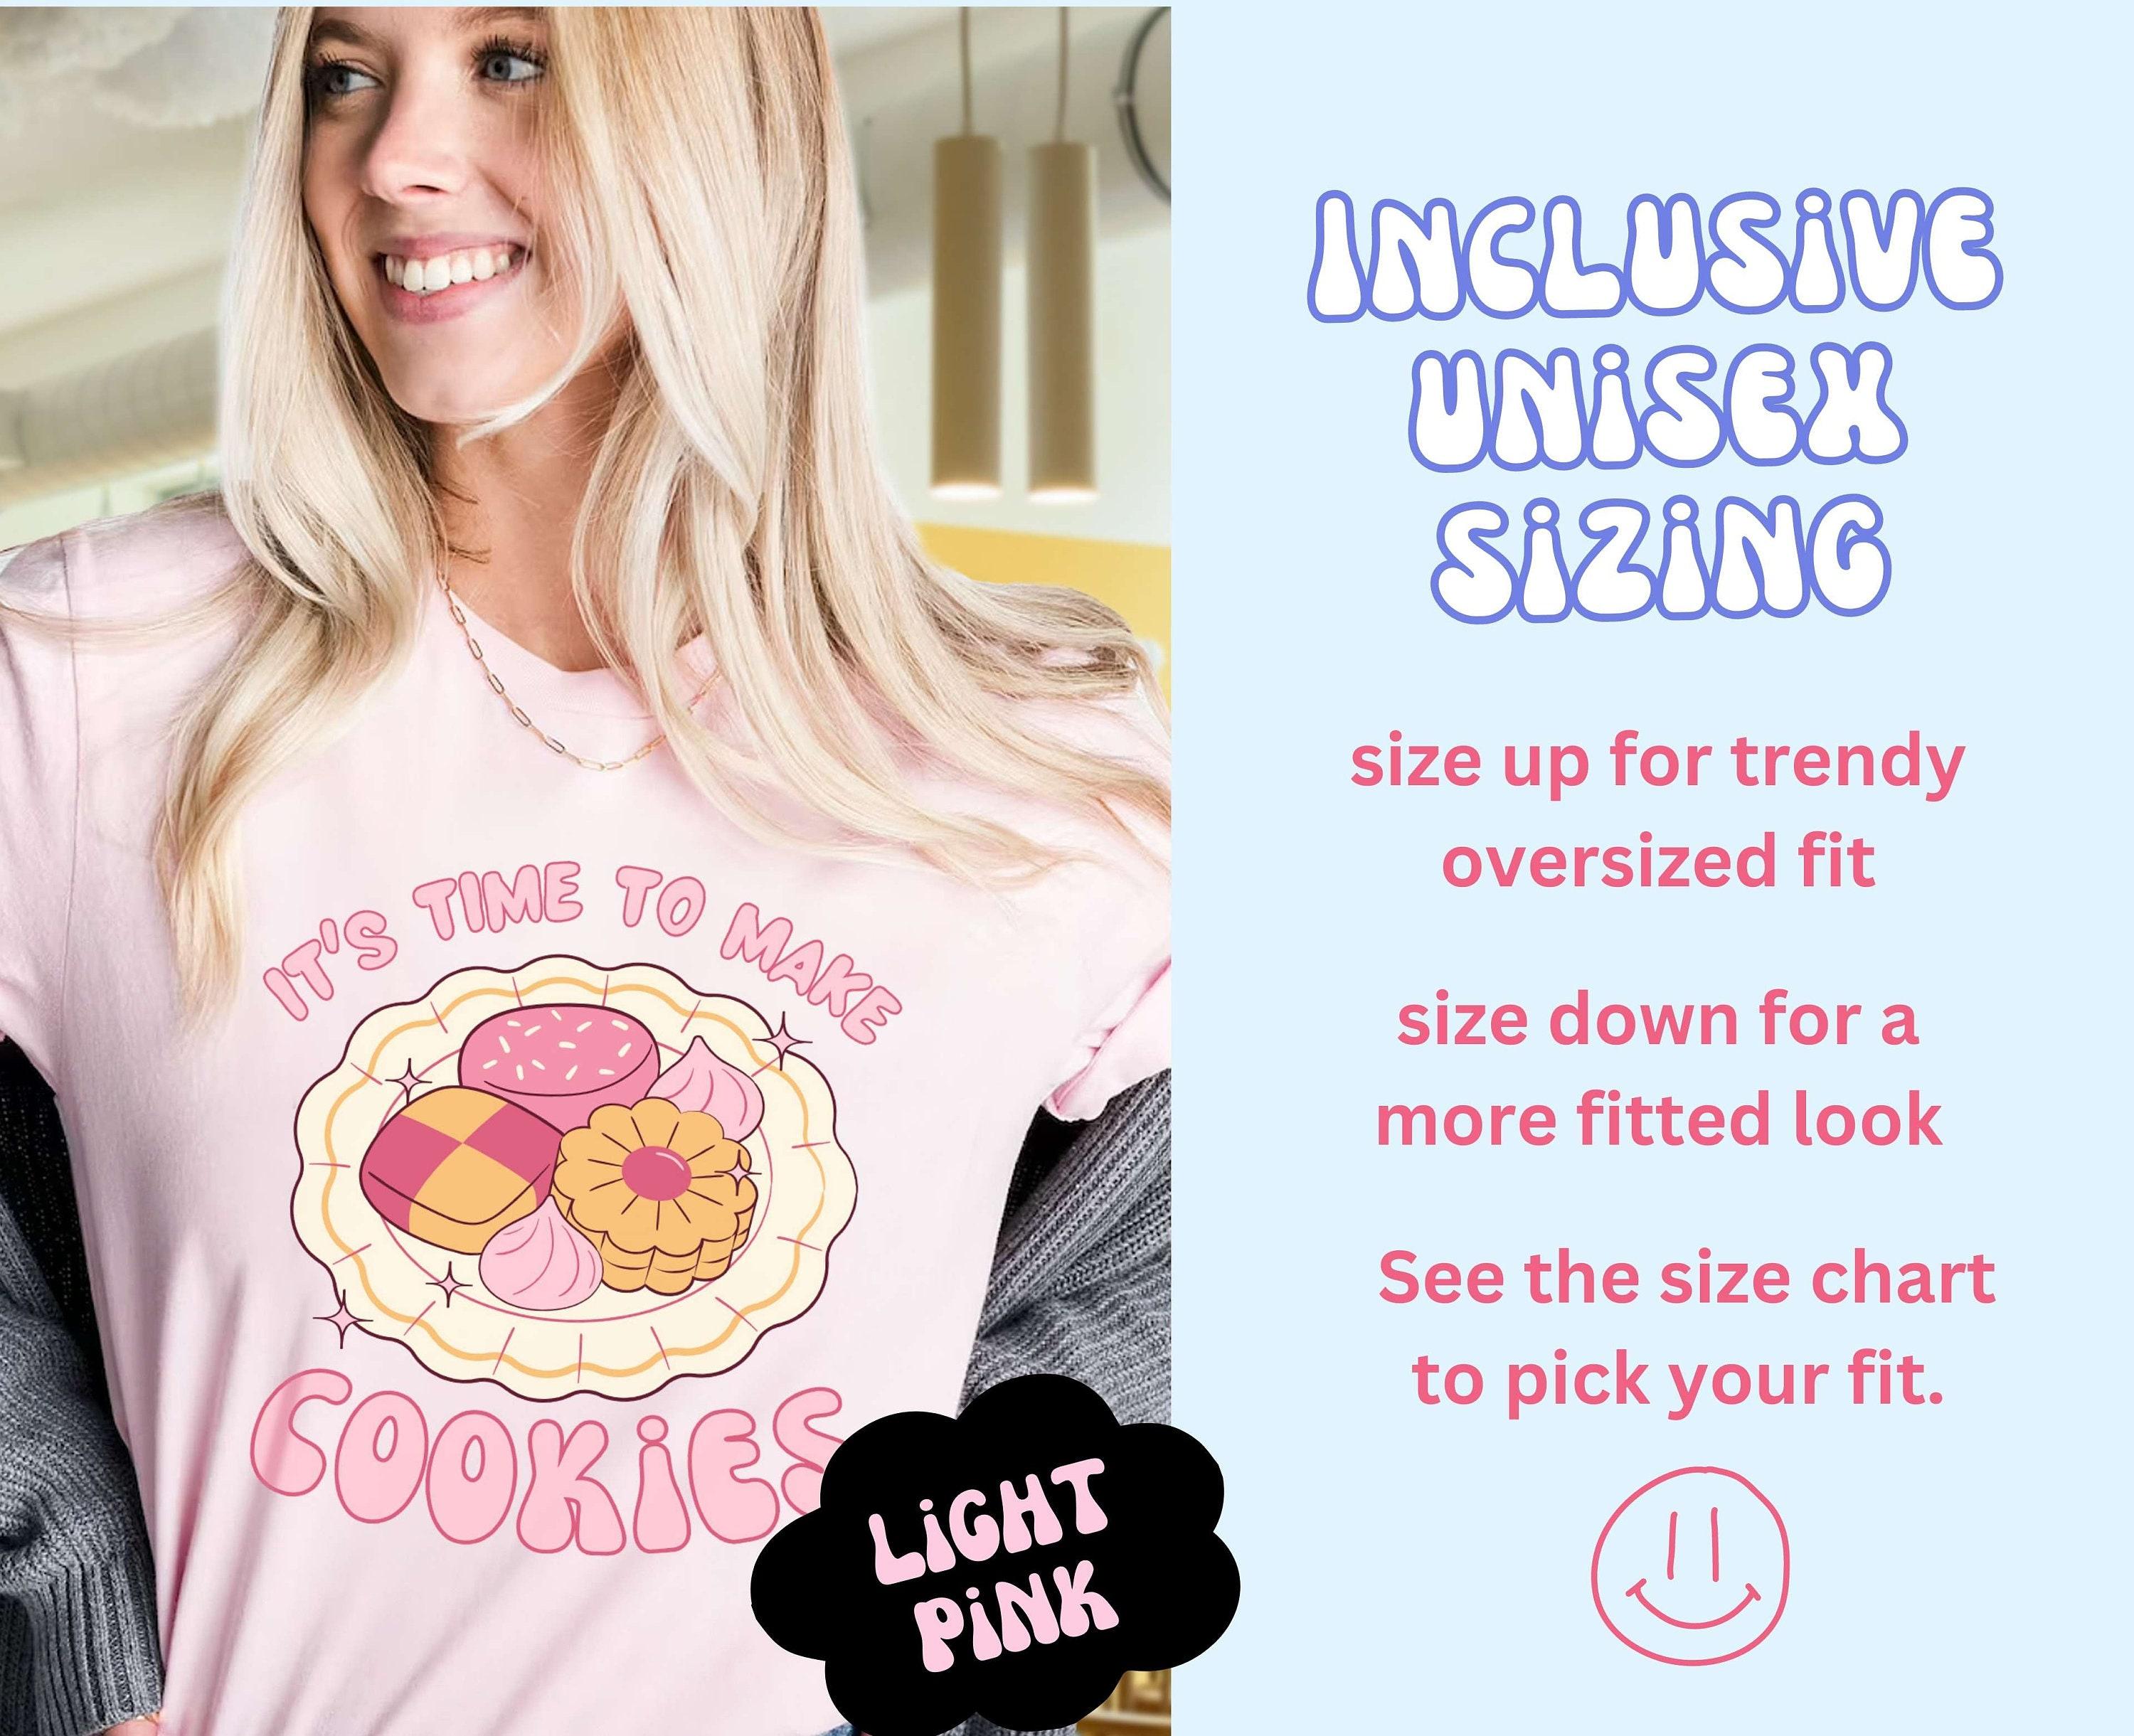 IT'S TIME TO MAKE
COOKIES
LIGHT
PINK
INCLUSIVE
UNISEX
SIZING
size up for trendy
oversized fit
size down for a
more fitted look
See the size chart
to pick your fit.